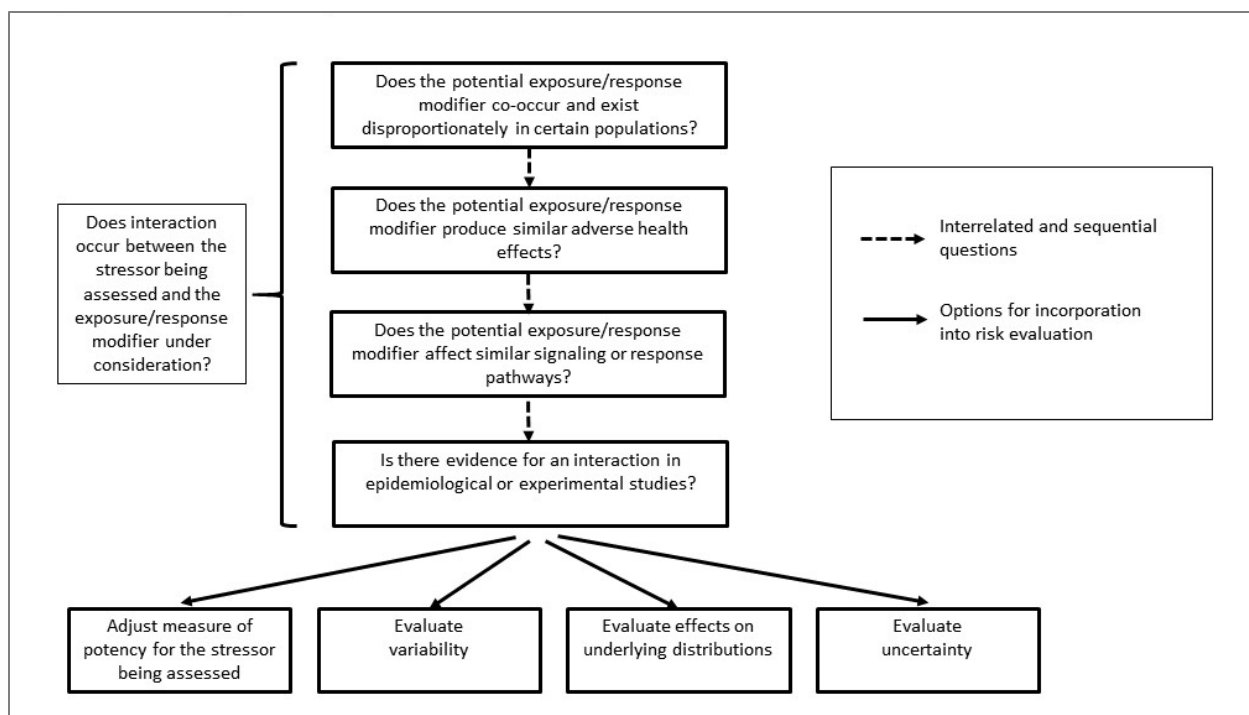 Does the potential exposure/response
modifier co-occur and exist
disproportionately in certain populations?
Does the potential exposure/response
modifier produce similar adverse health
effects?
Does the potential exposure/response
modifier affect similar signaling or response
pathways?
Is there evidence for an interaction in
epidemiological or experimental studies?
Does interaction
occur between the
stressor being
assessed and the
exposure/response
modifier under
consideration?
Interrelated and sequential
questions
Options for incorporation
into risk evaluation
Adjust measure of
potency for the stressor
being assessed
Evaluate
variability
Evaluate effects on
underlying distributions
Evaluate
uncertainty